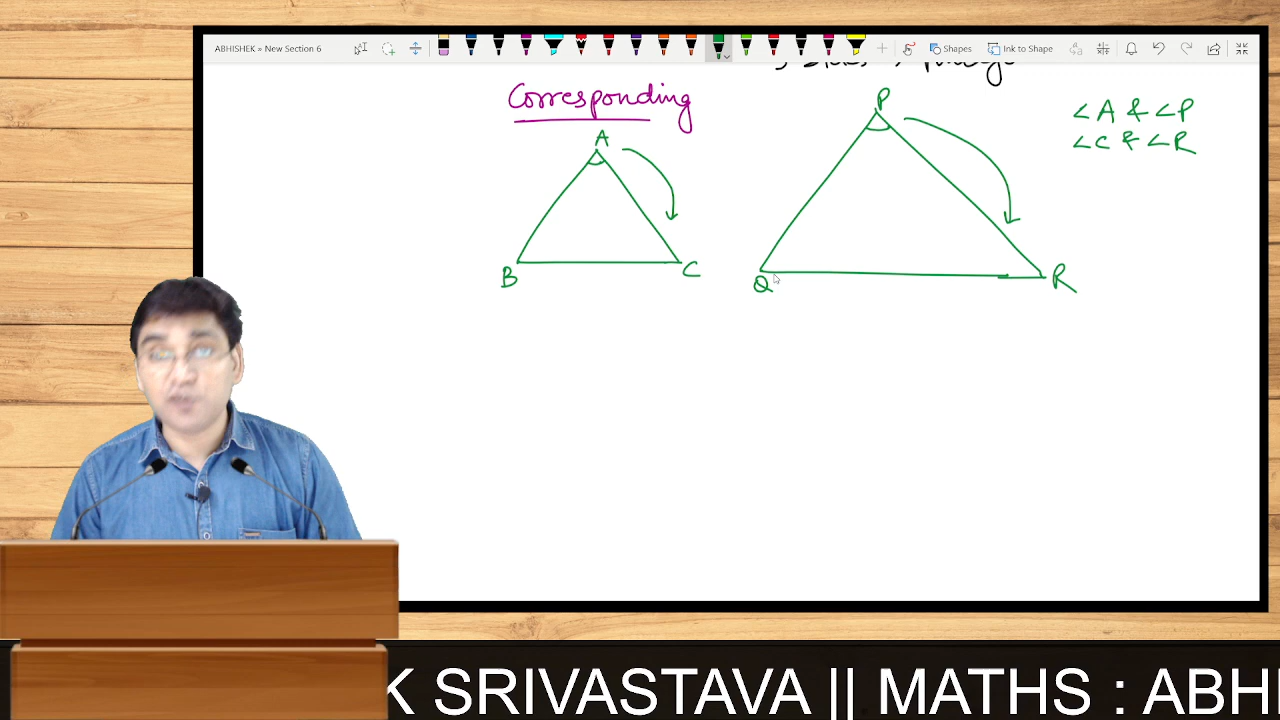 ABHISHEK » New Section 6
Shapes
Ink to Shape
Corresponding
A
B
C
P
Q
R
∠A & ∠P
∠C & ∠R
K SRIVASTAVA || MATHS : ABH